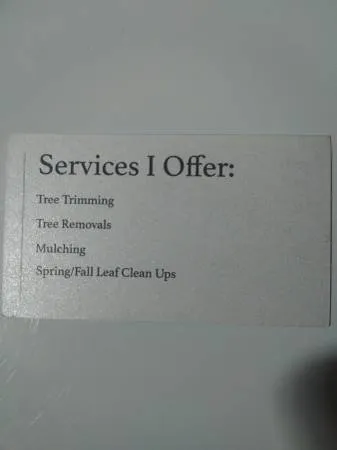 Services I Offer:
Tree Trimming
Tree Removals
Mulching
Spring/Fall Leaf Clean Ups